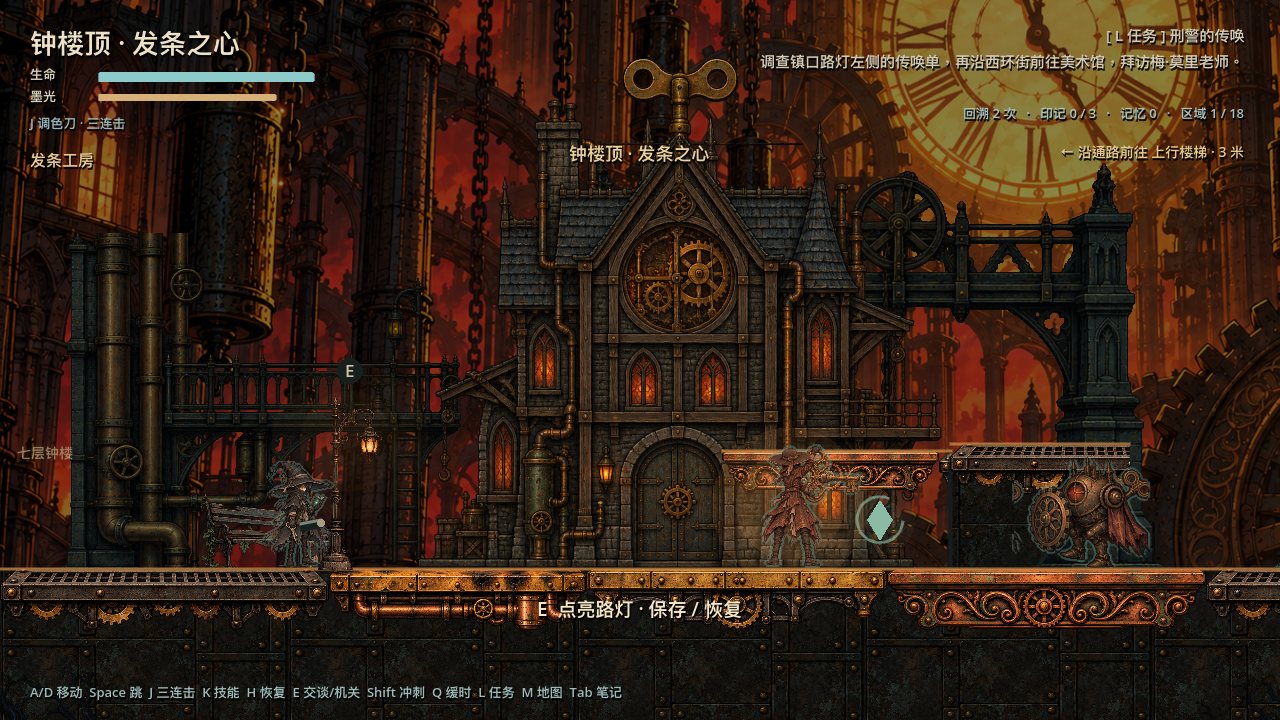 钟楼顶 · 发条之心
生命
墨光
J 调色刀 · 三连击
发条工房
[ L 任务 ] 刑警的传唤
调查镇口路灯左侧的传唤单，再沿西环街前往美术馆，拜访梅·莫里老师。
回溯 2 次 · 印记 0 / 3 · 记忆 0 · 区域 1 / 18
← 沿通路前往 上行楼梯 · 3 米
钟楼顶 · 发条之心
E
七层钟楼
E 点亮路灯 · 保存 / 恢复
A/D 移动 Space 跳 J 三连击 K 技能 H 恢复 E 交谈/机关 Shift 冲刺 Q 缓时 L 任务 M 地图 Tab 笔记